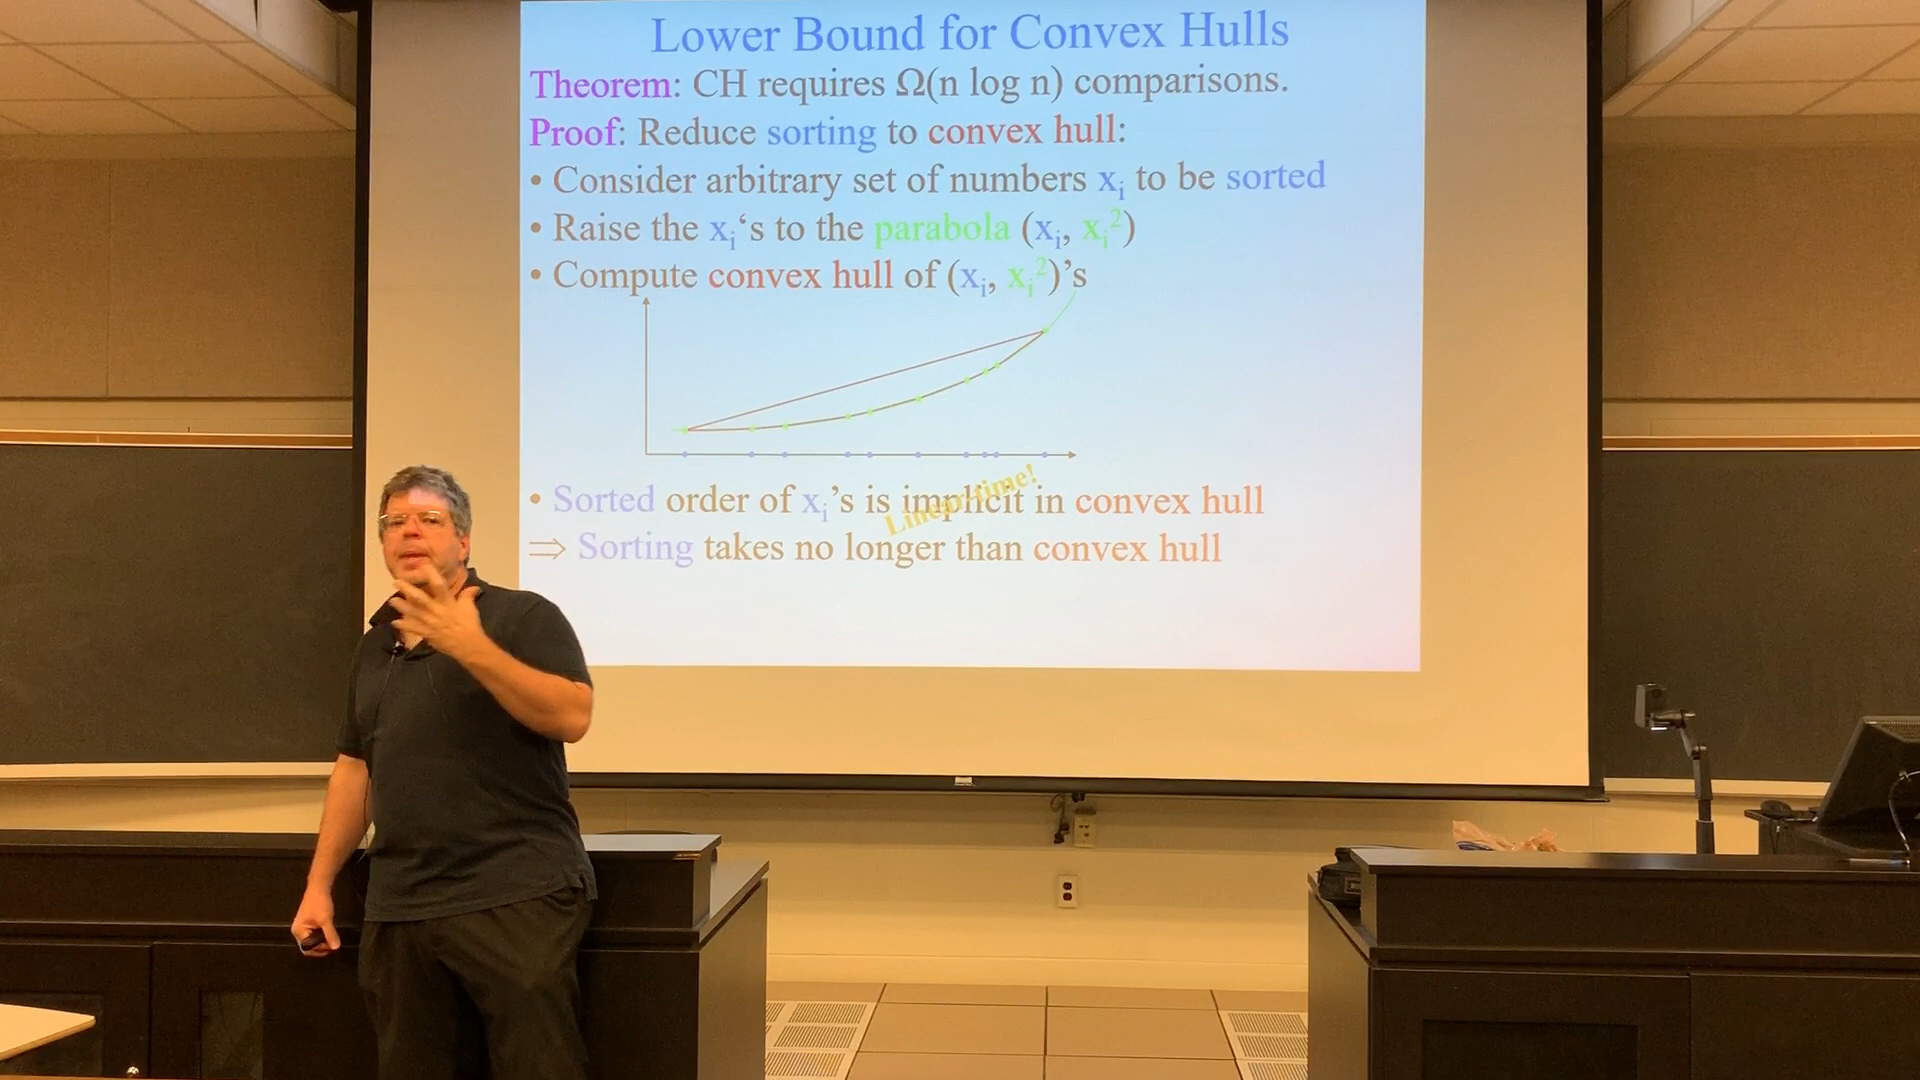 Lower Bound for Convex Hulls
Theorem: CH requires Ω(n log n) comparisons.
Proof: Reduce sorting to convex hull:
• Consider arbitrary set of numbers xᵢ to be sorted
• Raise the xᵢ‘s to the parabola (xᵢ, xᵢ²)
• Compute convex hull of (xᵢ, xᵢ²)’s
• Sorted order of xᵢ’s is implicit in convex hull
Linear-time!
⇒ Sorting takes no longer than convex hull